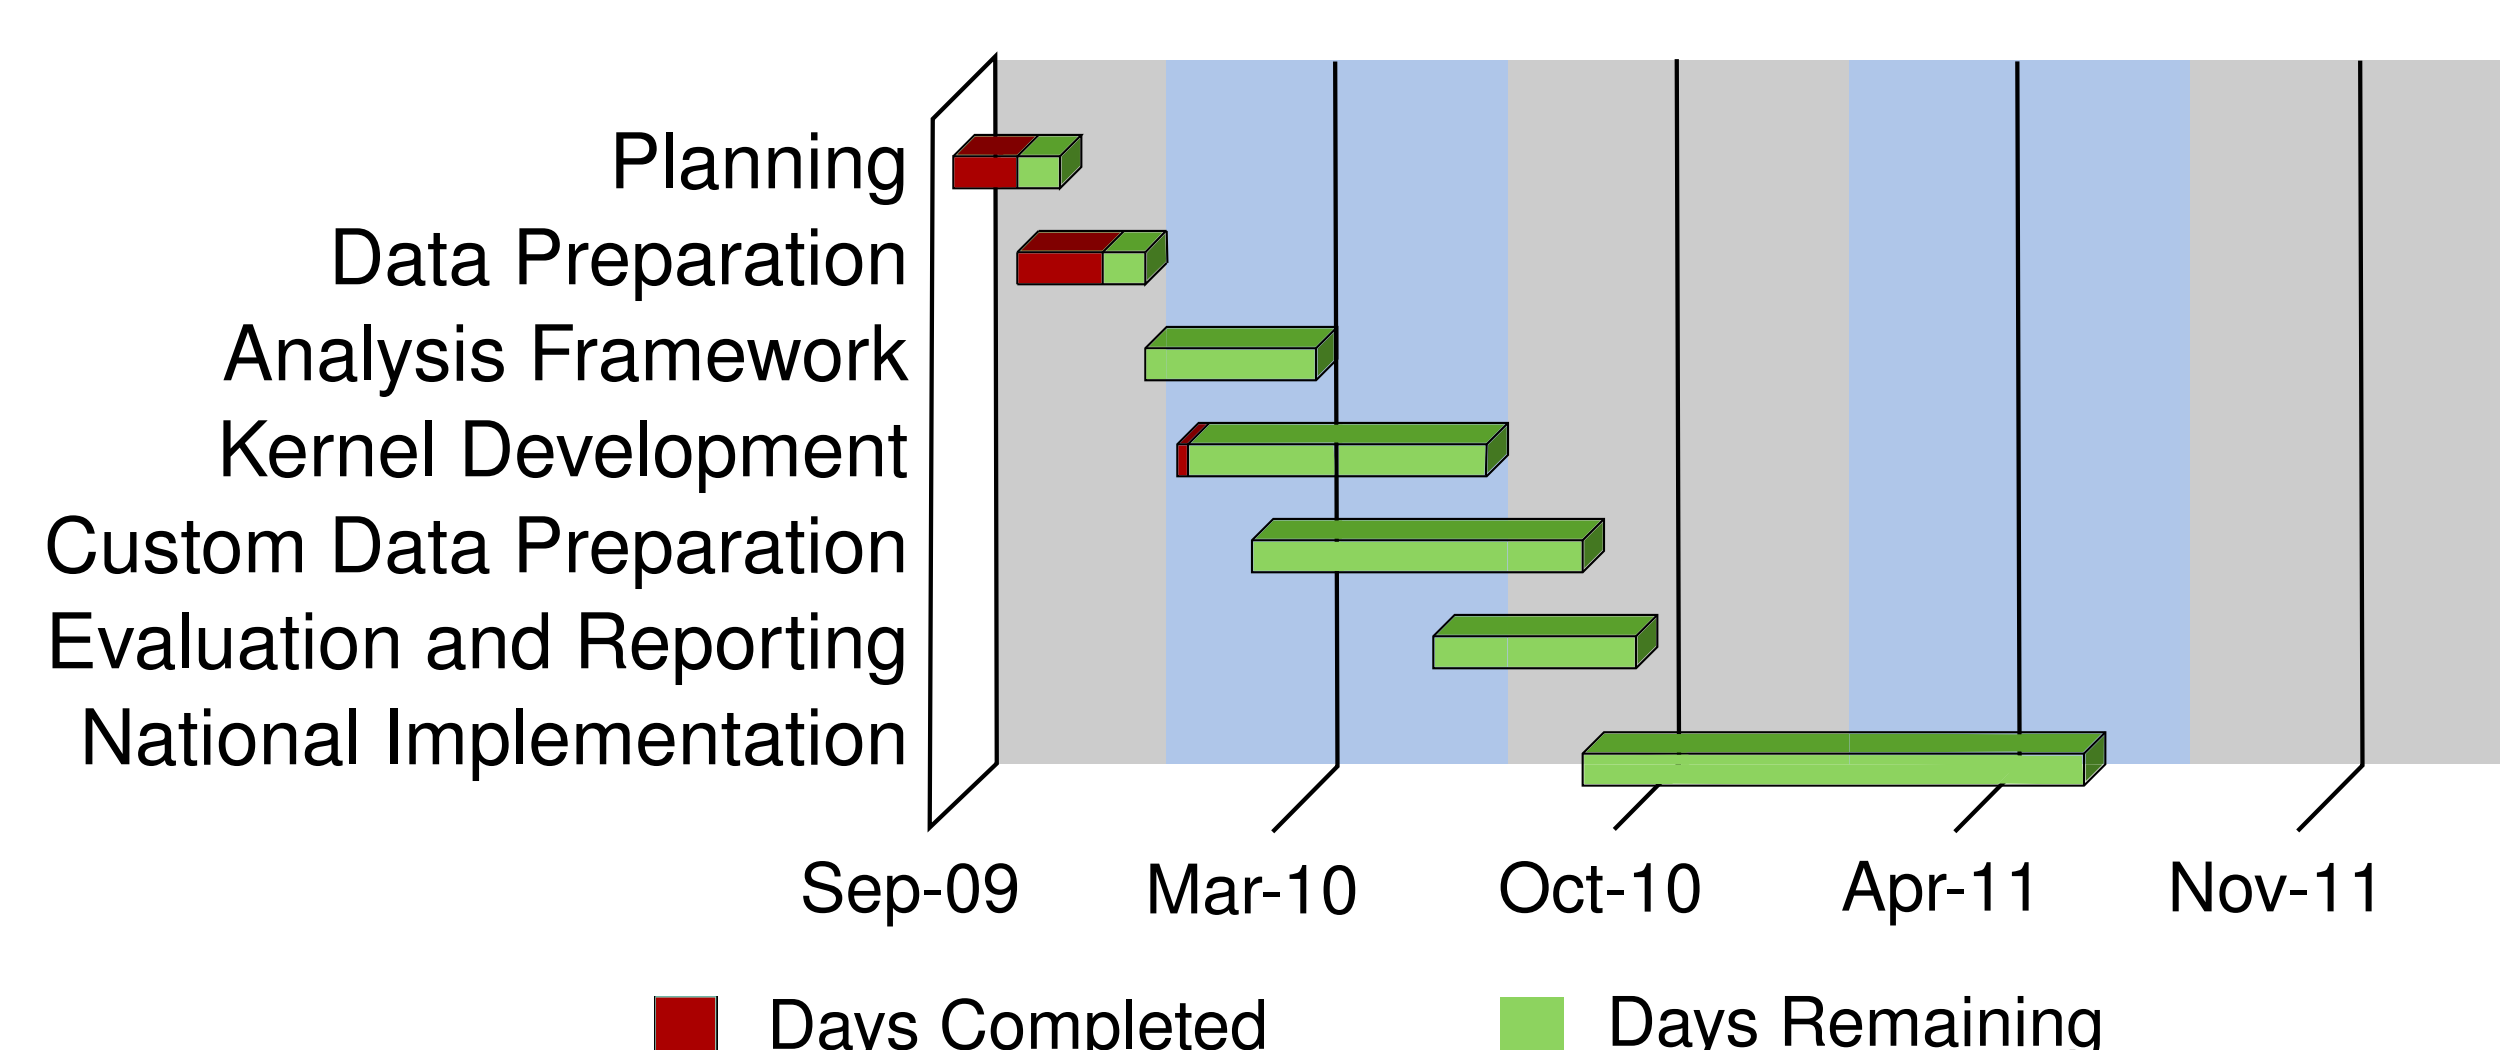 Planning
Data Preparation
Analysis Framework
Kernel Development
Custom Data Preparation
Evaluation and Reporting
National Implementation
Sep-09 Mar-10 Oct-10 Apr-11 Nov-11
Days Completed Days Remaining